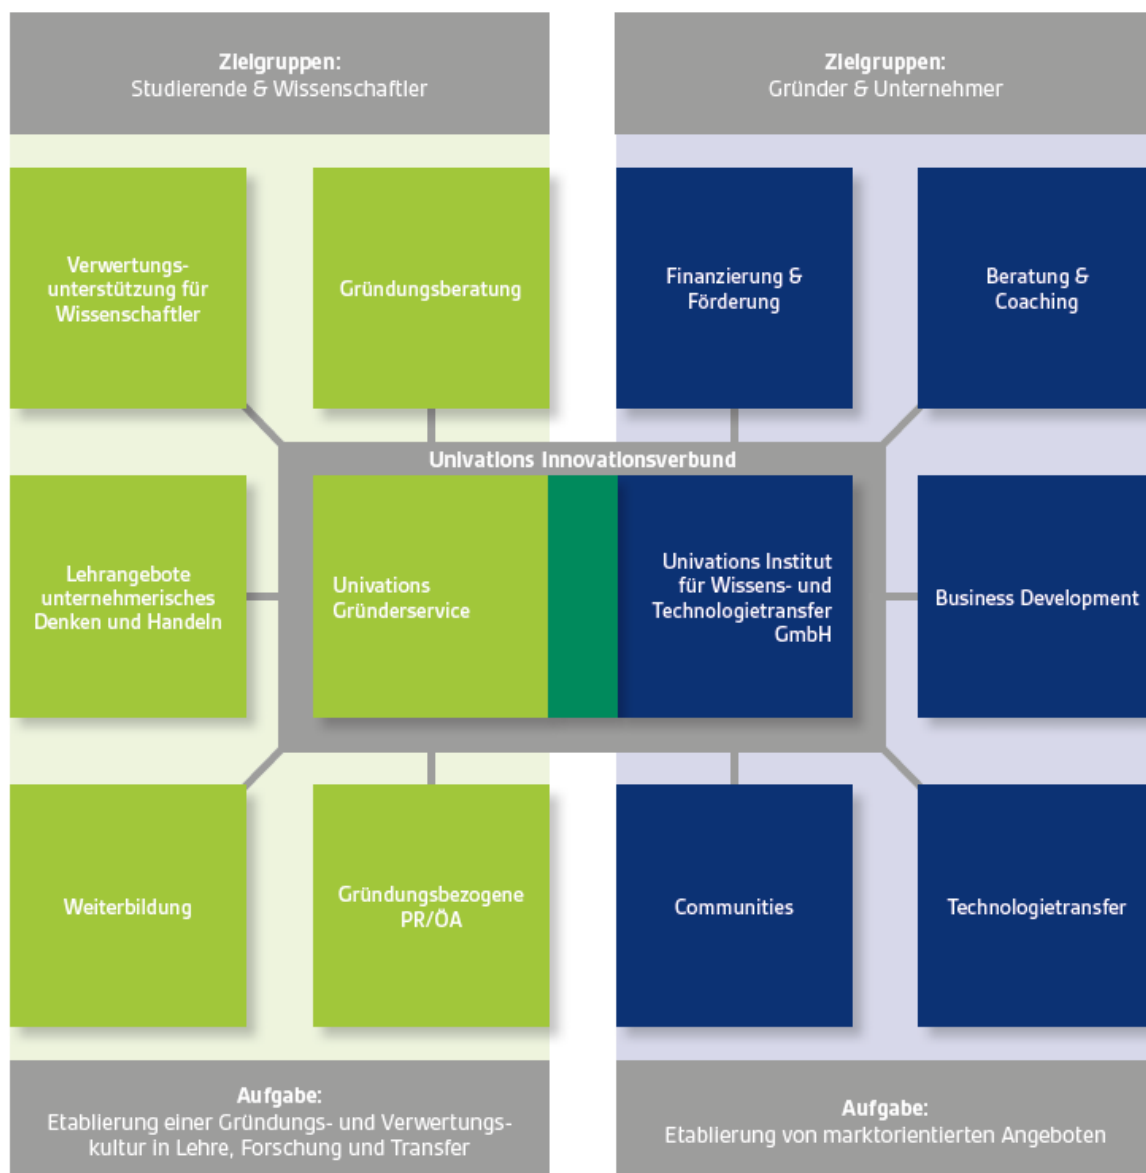 Zielgruppen:
Studierende & Wissenschaftler
Zielgruppen:
Gründer & Unternehmer
Verwertungs-
unterstützung für
Wissenschaftler
Gründungsberatung
Finanzierung &
Förderung
Beratung &
Coaching
Univations Innovationsverbund
Lehrangebote
unternehmerisches
Denken und Handeln
Univations
Gründerservice
Univations Institut
für Wissens- und
Technologietransfer
GmbH
Business Development
Weiterbildung
Gründungsbezogene
PR/ÖA
Communities
Technologietransfer
Aufgabe:
Etablierung einer Gründungs- und Verwertungs-
kultur in Lehre, Forschung und Transfer
Aufgabe:
Etablierung von marktorientierten Angeboten